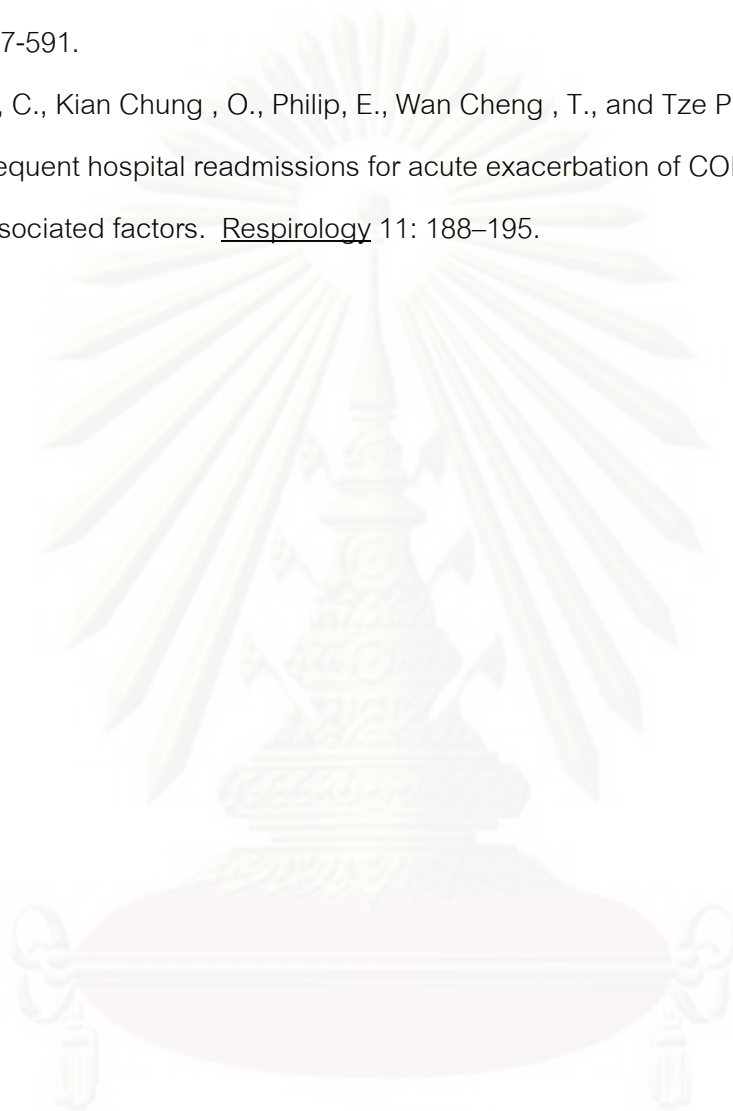 7-591.
, C., Kian Chung , O., Philip, E., Wan Cheng , T., and Tze P
equent hospital readmissions for acute exacerbation of CO
sociated factors. Respirology 11: 188–195.